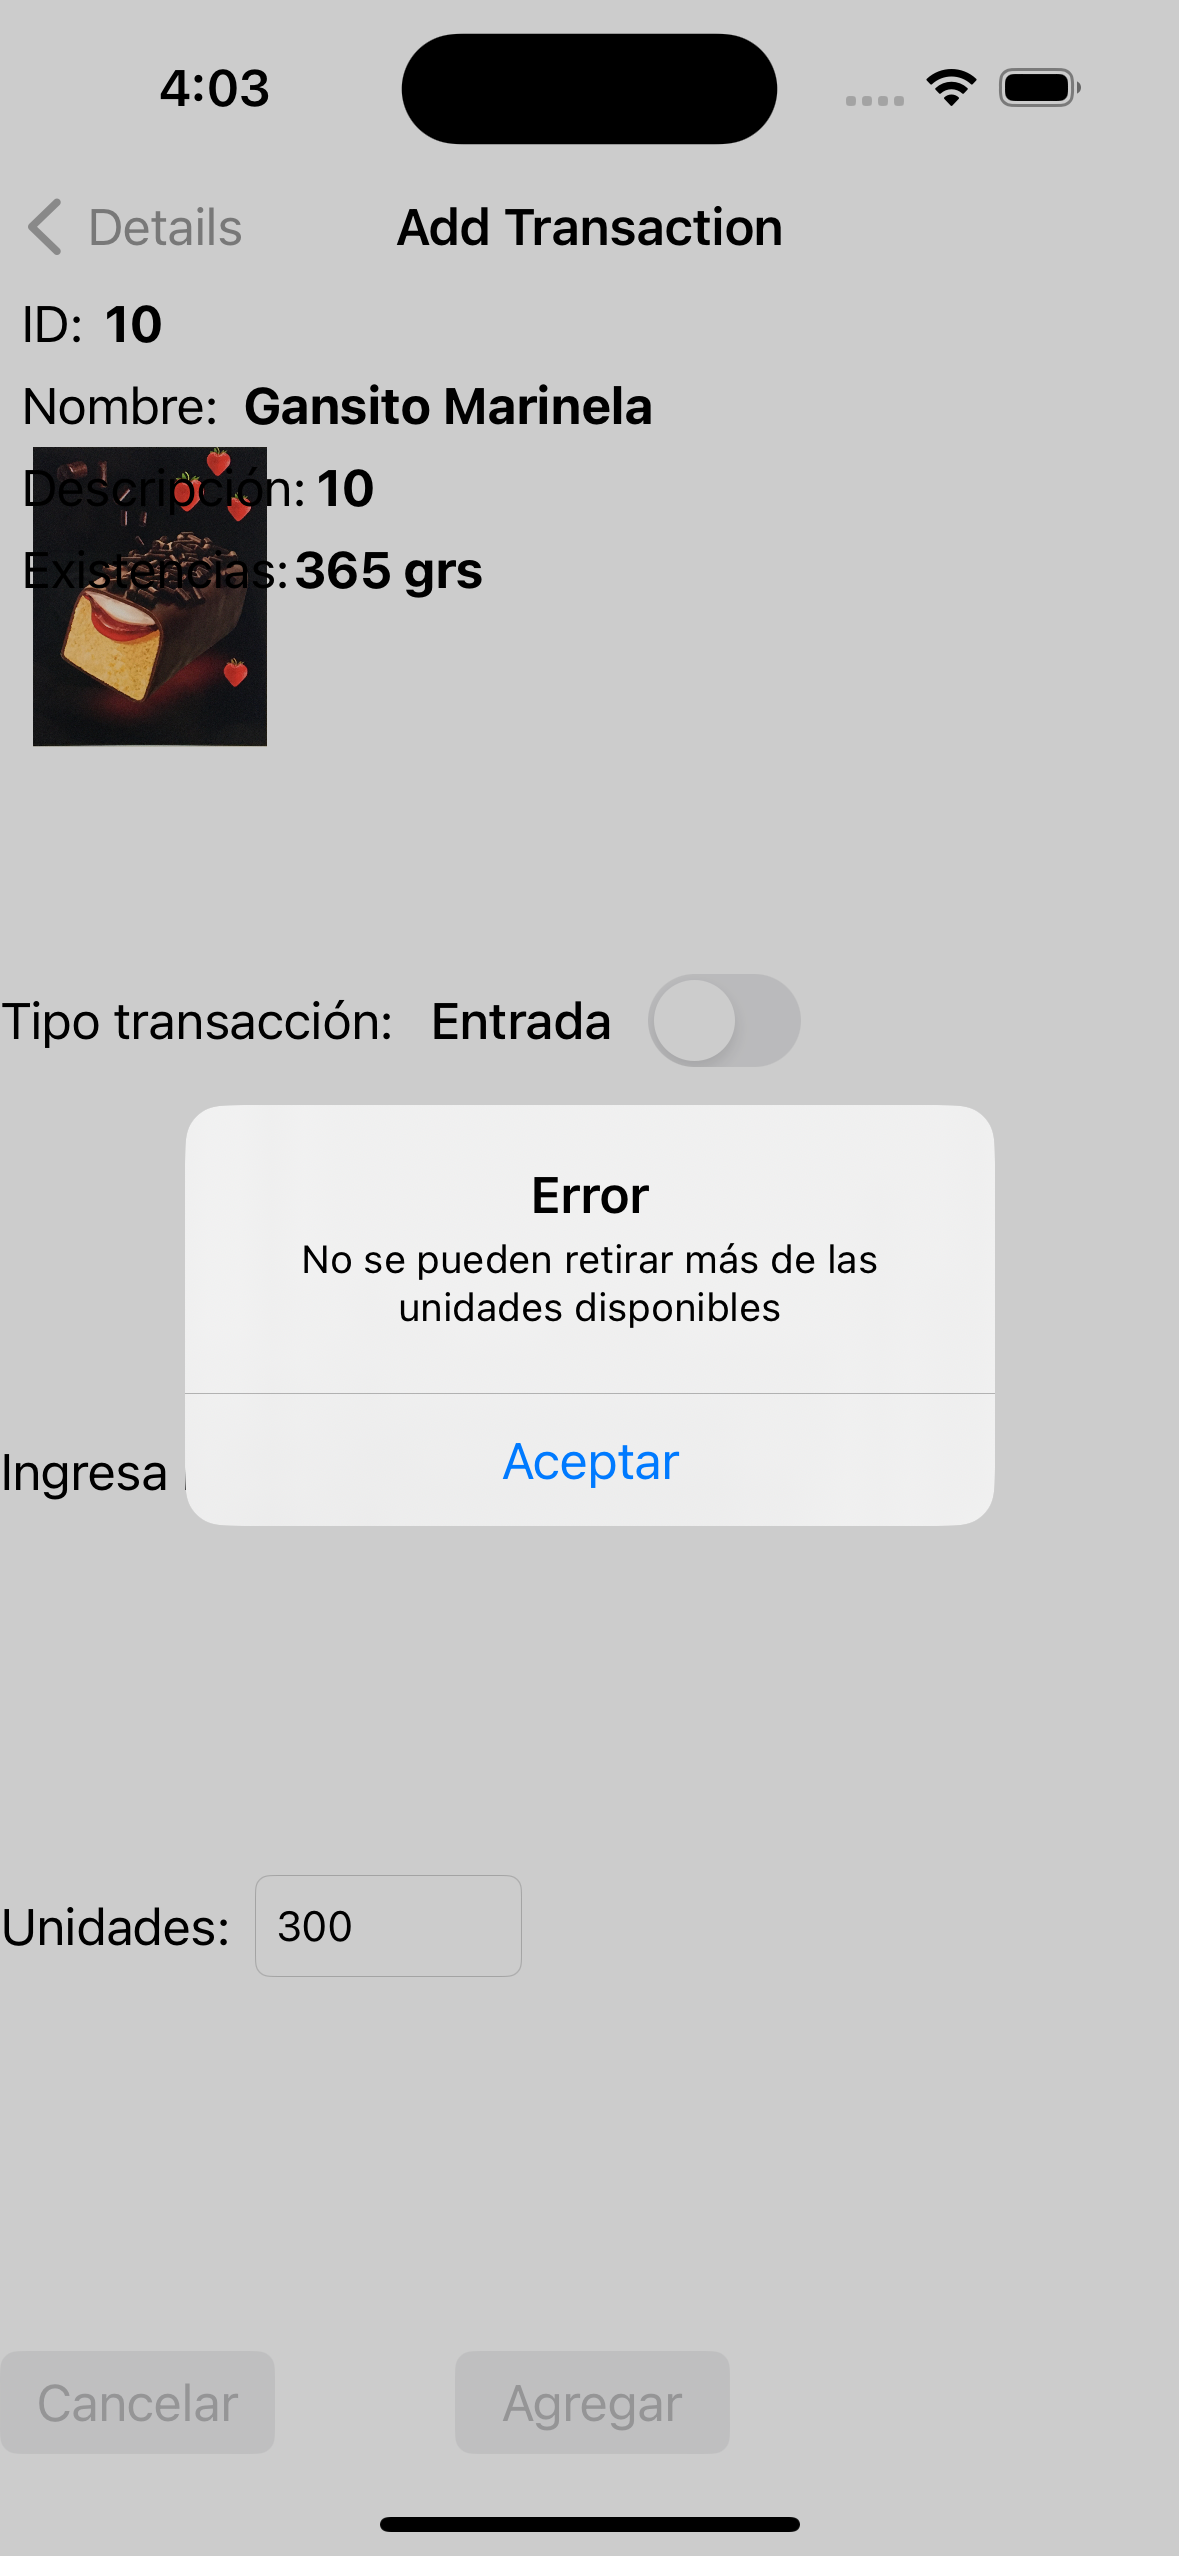 4:03
Details
Add Transaction
ID: 10
Nombre: Gansito Marinela
Descripción: 10
Existencias: 365 grs
Tipo transacción: Entrada
Error
No se pueden retirar más de las
unidades disponibles
Aceptar
Ingresa
Unidades: 300
Cancelar
Agregar